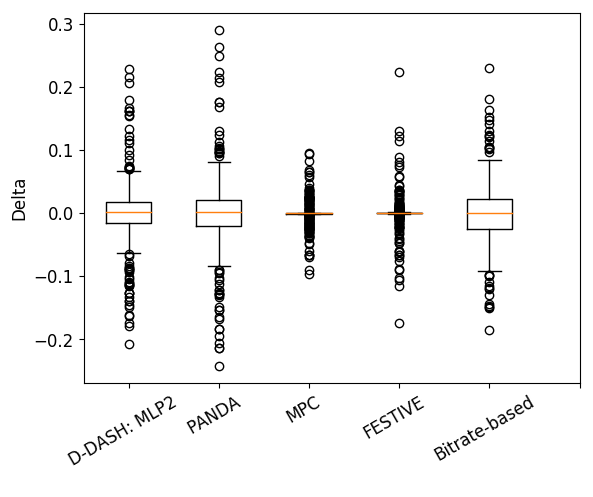 0.3
0.2
0.1
0.0
−0.1
−0.2
Delta
D-DASH: MLP2
PANDA
MPC
FESTIVE
Bitrate-based